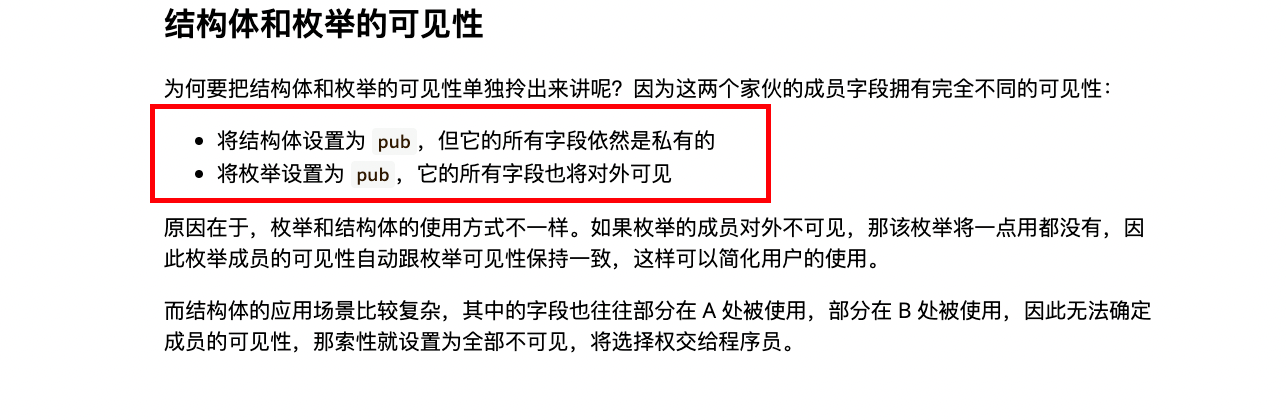 结构体和枚举的可见性
为何要把结构体和枚举的可见性单独拎出来讲呢？因为这两个家伙的成员字段拥有完全不同的可见性：
• 将结构体设置为 pub，但它的所有字段依然是私有的
• 将枚举设置为 pub，它的所有字段也将对外可见
原因在于，枚举和结构体的使用方式不一样。如果枚举的成员对外不可见，那该枚举将一点用都没有，因
此枚举成员的可见性自动跟枚举可见性保持一致，这样可以简化用户的使用。
而结构体的应用场景比较复杂，其中的字段也往往部分在 A 处被使用，部分在 B 处被使用，因此无法确定
成员的可见性，那索性就设置为全部不可见，将选择权交给程序员。